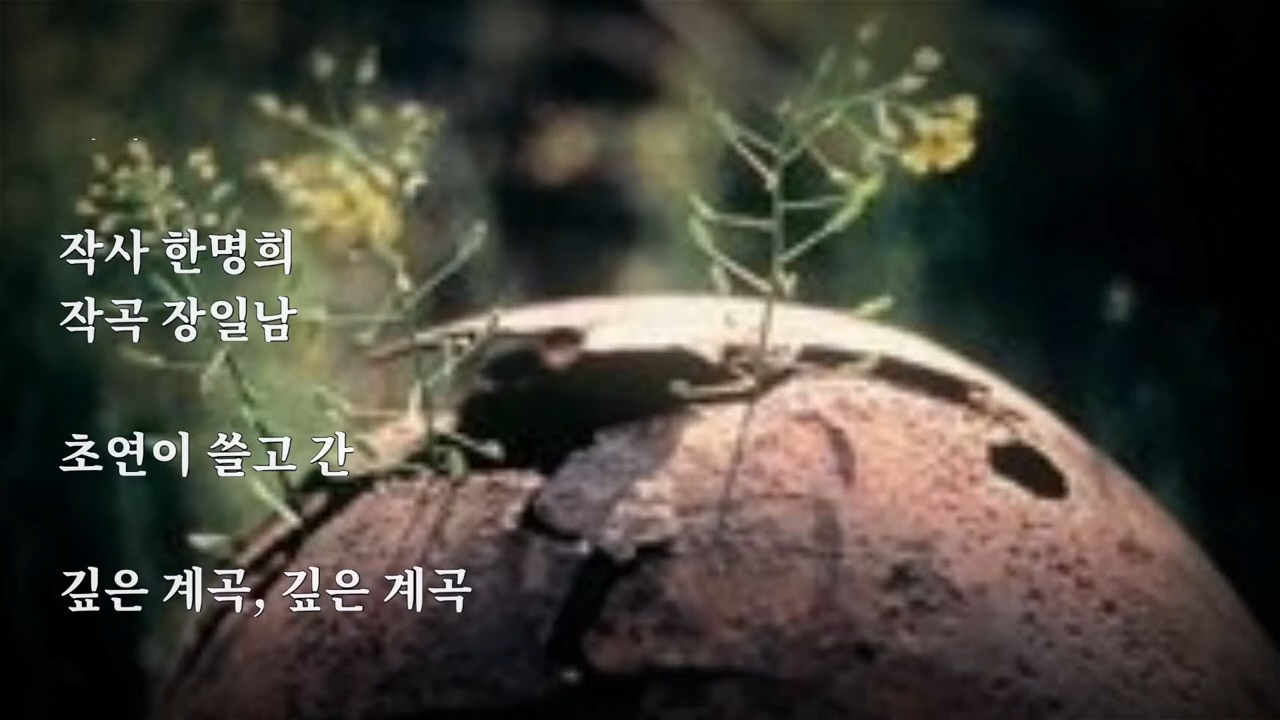 작사 한명희
작곡 장일남
초연이 쓸고 간
깊은 계곡, 깊은 계곡